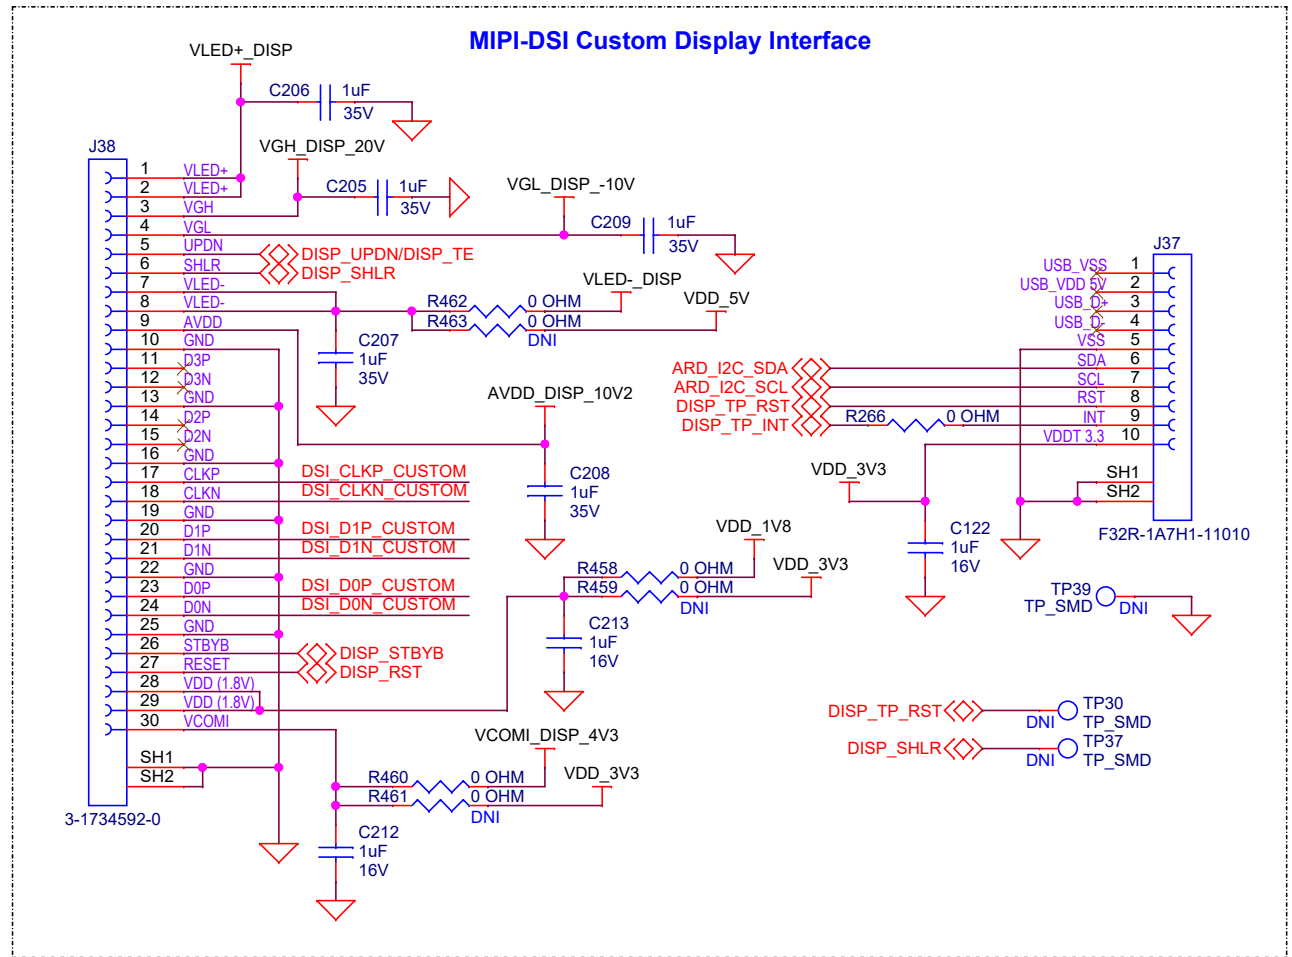 MIPI-DSI Custom Display Interface
VLED+_DISP
C206 1uF
35V
J38
VGH_DISP_20V
1 VLED+
2 VLED+
C205 1uF
35V
VGL_DISP_-10V
3 VGH
4 VGL
C209 1uF
35V
5 UPDN DISP_UPDN/DISP_TE
6 SHLR DISP_SHLR
7 VLED-
8 VLED-
VLED-_DISP
R462 0 OHM
VDD_5V
R463 0 OHM
DNI
9 AVDD
10 GND
C207
1uF
35V
11 D3P
12 D3N
13 GND
14 D2P
15 D2N
16 GND
AVDD_DISP_10V2
C208
1uF
35V
17 CLKP DSI_CLKP_CUSTOM
18 CLKN DSI_CLKN_CUSTOM
19 GND
20 D1P DSI_D1P_CUSTOM
21 D1N DSI_D1N_CUSTOM
22 GND
23 D0P DSI_D0P_CUSTOM
24 D0N DSI_D0N_CUSTOM
25 GND
VDD_1V8
R458 0 OHM
VDD_3V3
R459 0 OHM
DNI
C213
1uF
16V
26 STBYB DISP_STBYB
27 RESET DISP_RST
28 VDD (1.8V)
29 VDD (1.8V)
30 VCOMI
SH1
SH2
3-1734592-0
VCOMI_DISP_4V3
R460 0 OHM
VDD_3V3
R461 0 OHM
DNI
C212
1uF
16V
J37
USB_VSS 1
USB_VDD 5V 2
USB_D+ 3
USB_D- 4
VSS 5
ARD_I2C_SDA SDA 6
ARD_I2C_SCL SCL 7
DISP_TP_RST RST 8
DISP_TP_INT R266 0 OHM INT 9
VDDT 3.3 10
VDD_3V3
SH1
SH2
F32R-1A7H1-11010
C122
1uF
16V
TP39
TP_SMD DNI
DISP_TP_RST DNI TP30
TP_SMD
DISP_SHLR DNI TP37
TP_SMD